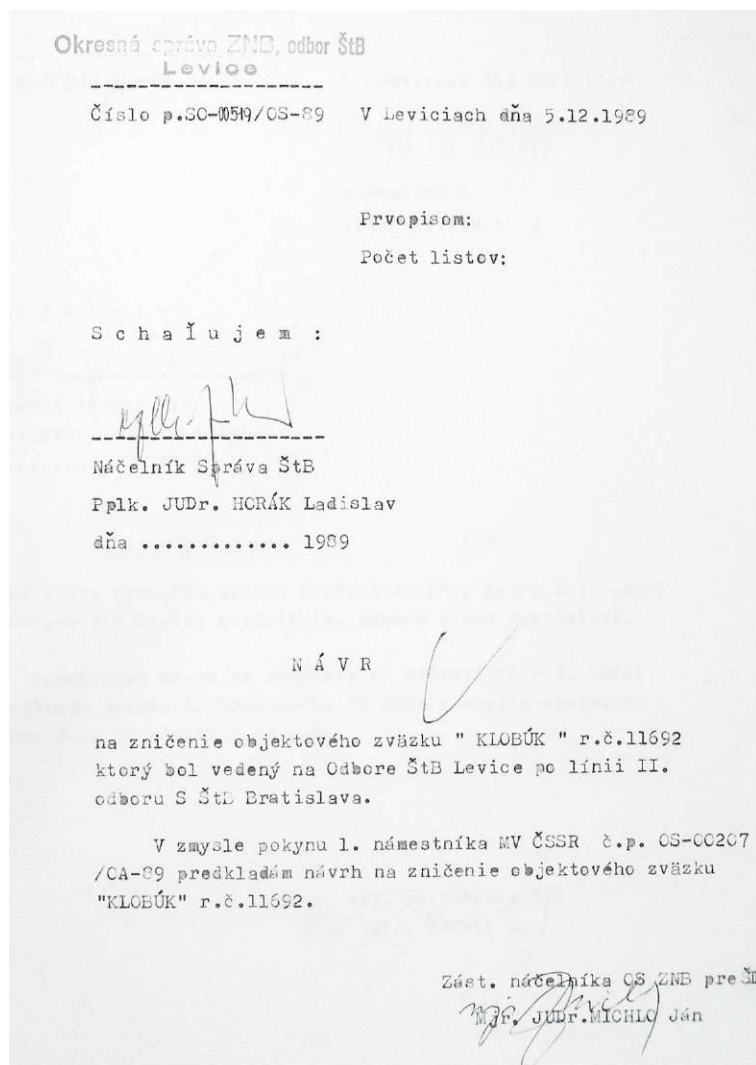 Okresná správa ZNB, odbor ŠtB
Levice
Číslo p.SO-00519/OS-89 V Leviciach dňa 5.12.1989
Prvopisom:
Počet listov:
S c h a ľ u j e m :
Náčelník Správa ŠtB
Pplk. JUDr. HORÁK Ladislav
dňa ............. 1989
N Á V R
na zničenie objektového zväzku " KLOBÚK " r.č.11692
ktorý bol vedený na Odbore ŠtB Levice po línii II.
odboru S ŠtB Bratislava.
V zmysle pokynu 1. námestníka MV ČSSR č.p. OS-00207
/OA-89 predkladám návrh na zničenie objektového zväzku
"KLOBÚK" r.č.11692.
Zást. náčelníka OS ZNB pre
Mjr. JUDr.MICHLO Ján